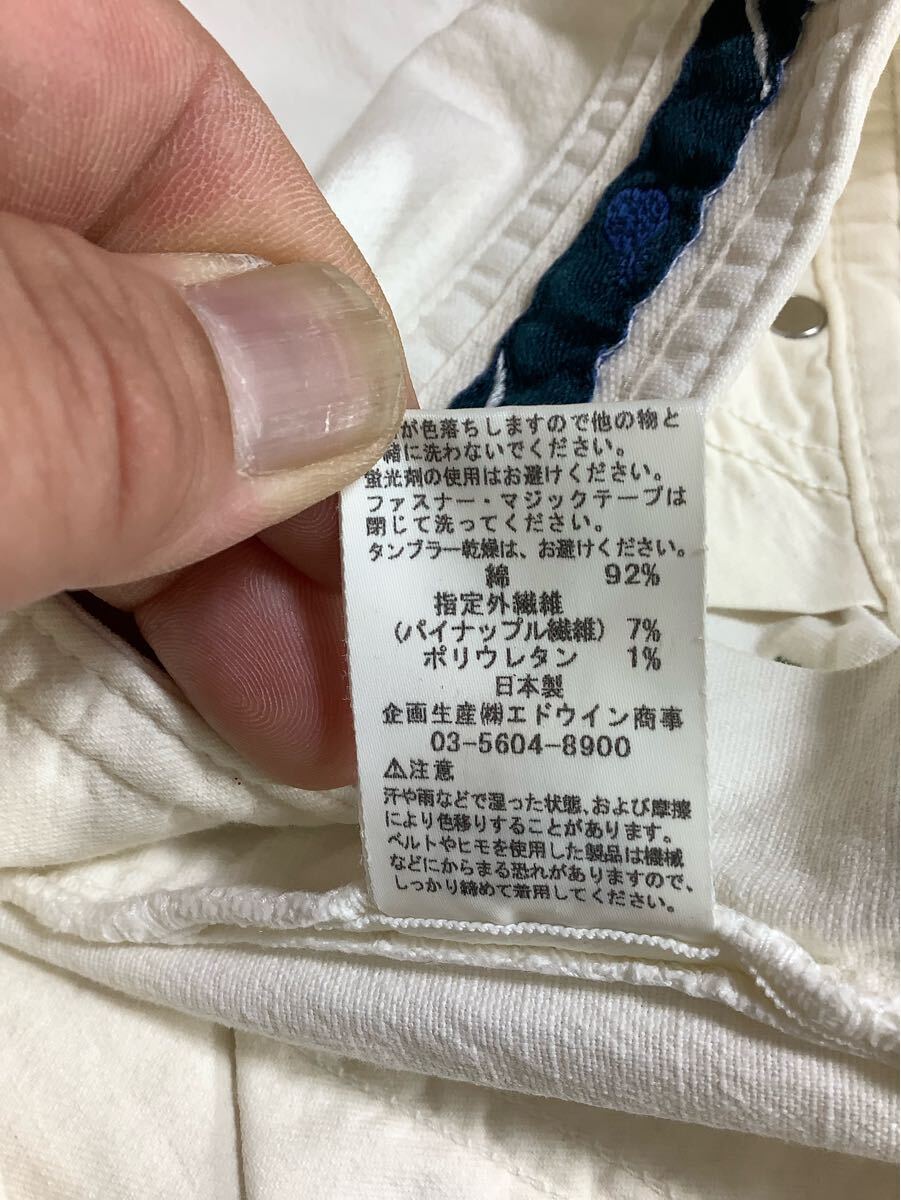 が色落ちしますので他の物と
緒に洗わないでください。
蛍光剤の使用はお避けください。
ファスナー・マジックテープは
閉じて洗ってください。
タンブラー乾燥は、お避けください。
綿 92%
指定外繊維
(パイナップル繊維) 7%
ポリウレタン 1%
日本製
企画生産㈱エドウイン商事
03-5604-8900
⚠注意
汗や雨などで湿った状態、および摩擦
により色移りすることがあります。
ベルトやヒモを使用した製品は機械
などにからまる恐れがありますので、
しっかり締めて着用してください。